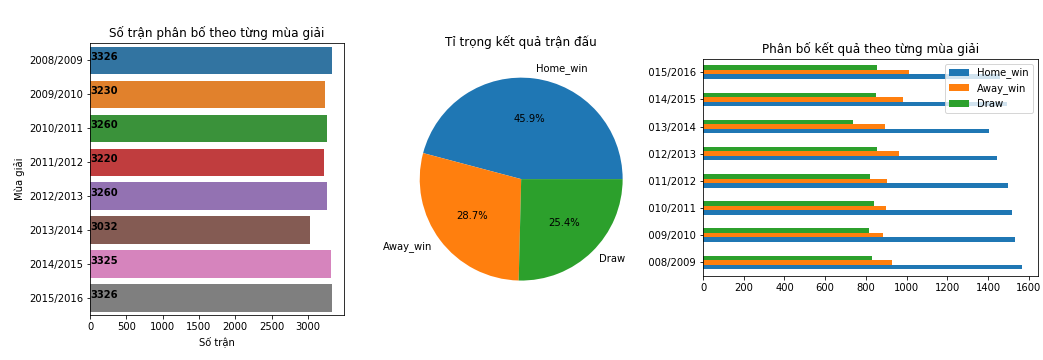 Số trận phân bố theo từng mùa giải
Mùa giải
2008/2009
3326
2009/2010
3230
2010/2011
3260
2011/2012
3220
2012/2013
3260
2013/2014
3032
2014/2015
3325
2015/2016
3326
0 500 1000 1500 2000 2500 3000
Số trận
Tỉ trọng kết quả trận đấu
Home_win
45.9%
28.7%
25.4%
Away_win
Draw
Phân bố kết quả theo từng mùa giải
015/2016
014/2015
013/2014
012/2013
011/2012
010/2011
009/2010
008/2009
Home_win
Away_win
Draw
0 200 400 600 800 1000 1200 1400 1600